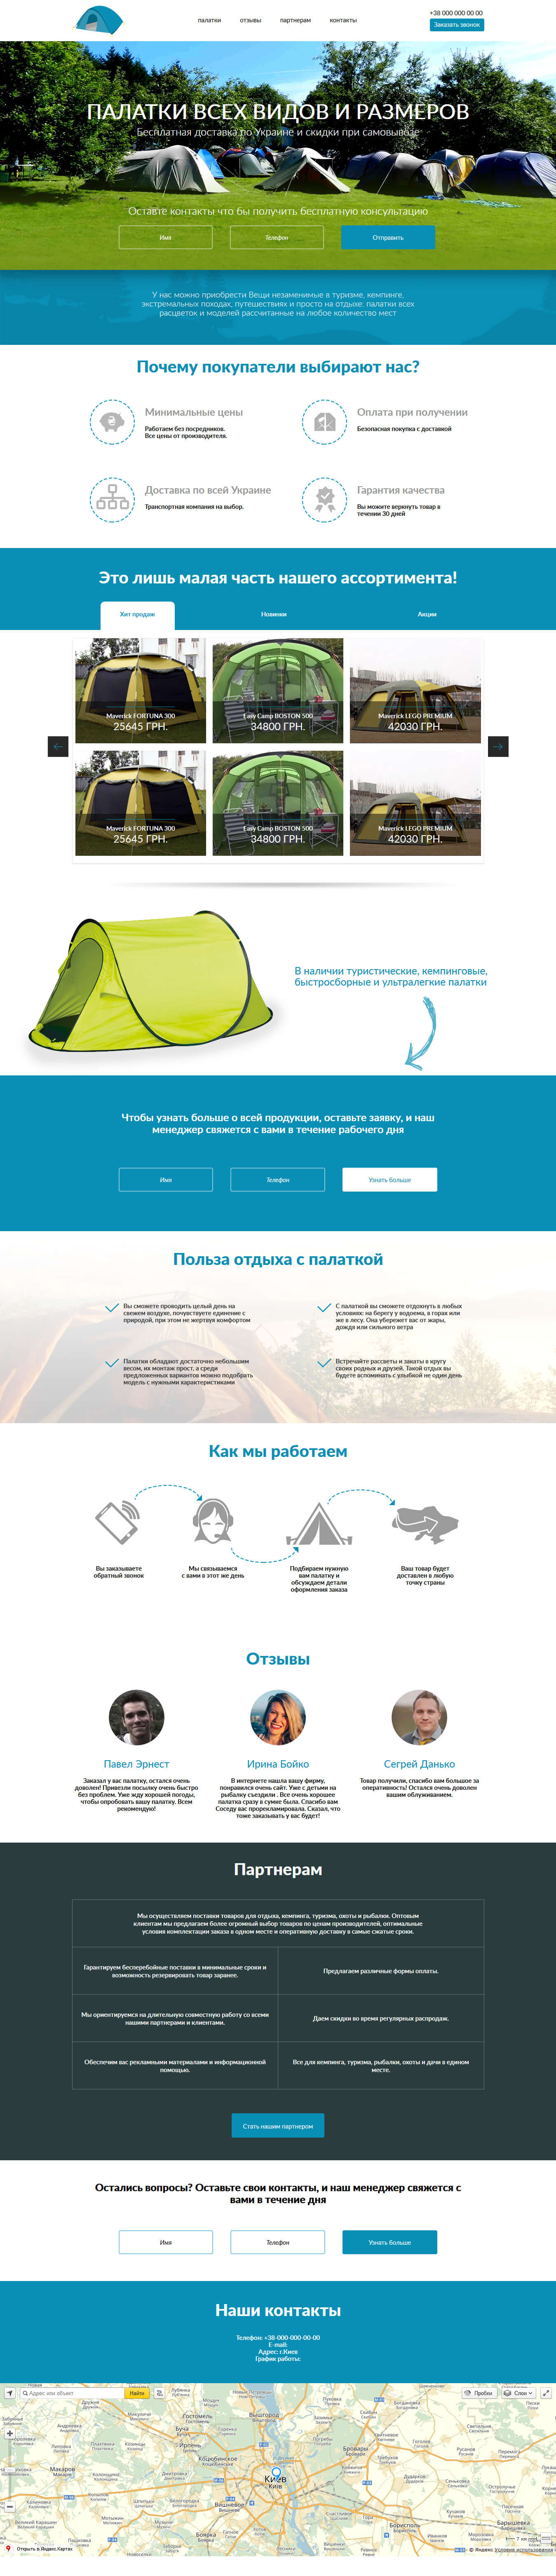 палатки отзывы партнерам контакты
+38 000 000 00 00
Заказать звонок
ПАЛАТКИ ВСЕХ ВИДОВ И РАЗМЕРОВ
Бесплатная доставка по Украине и скидки при самовывозе
Оставте контакты что бы получить бесплатную консультацию
Имя Телефон Отправить
У нас можно приобрести Вещи незаменимые в туризме, кемпинге,
экстремальных походах, путешествиях и просто на отдыхе: палатки всех
расцветок и моделей рассчитанные на любое количество мест
Почему покупатели выбирают нас?
Минимальные цены
Работаем без посредников.
Все цены от производителя.
Оплата при получении
Безопасная покупка с доставкой
Доставка по всей Украине
Транспортная компания на выбор.
Гарантия качества
Вы можите вернуть товар в
течении 30 дней
Это лишь малая часть нашего ассортимента!
Хит продаж Новинки Акции
Maverick FORTUNA 300
25645 ГРН.
Easy Camp BOSTON 500
34800 ГРН.
Maverick LEGO PREMIUM
42030 ГРН.
Maverick FORTUNA 300
25645 ГРН.
Easy Camp BOSTON 500
34800 ГРН.
Maverick LEGO PREMIUM
42030 ГРН.
В наличии туристические, кемпинговые,
быстросборные и ультралегкие палатки
Чтобы узнать больше о всей продукции, оставьте заявку, и наш
менеджер свяжется с вами в течение рабочего дня
Имя Телефон Узнать больше
Польза отдыха с палаткой
Вы сможете проводить целый день на
свежем воздухе, почувствуете единение с
природой, при этом не жертвуя комфортом
С палаткой вы сможете отдохнуть в любых
условиях: на берегу у водоема, в горах или
же в лесу. Она убережет вас от жары,
дождя или сильного ветра
Палатки обладают достаточно небольшим
весом, их монтаж прост, а среди
предложенных вариантов можно подобрать
модель с нужными характеристиками
Встречайте рассветы и закаты в кругу
своих родных и друзей. Такой отдых вы
будете вспоминать с улыбкой не один день
Как мы работаем
Вы заказываете
обратный звонок
Мы связываемся
с вами в этот же день
Подбираем нужную
вам палатку и
обсуждаем детали
оформления заказа
Ваш товар будет
доставлен в любую
точку страны
Отзывы
Павел Эрнест
Заказал у вас палатку, остался очень
доволен! Привезли посылку очень быстро
без проблем. Уже жду хорошей погоды,
чтобы опробовать вашу палатку. Всем
рекомендую!
Ирина Бойко
В интернете нашла вашу фирму,
понравился очень сайт. Уже с детьми на
рыбалку съездили . Все очень хорошее
палатка сразу в сумке была. Спасибо вам
Соседу вас прорекламировала. Сказал, что
тоже заказывать у вас будет!
Сегрей Данько
Товар получили, спасибо вам большое за
оперативность! Остался очень доволен
вашим облуживанием.
Партнерам
Мы осуществляем поставки товаров для отдыха, кемпинга, туризма, охоты и рыбалки. Оптовым
клиентам мы предлагаем более огромный выбор товаров по ценам производителей, оптимальные
условия комплектации заказа в одном месте и оперативную доставку в самые сжатые сроки.
Гарантируем бесперебойные поставки в минимальные сроки и
возможность резервировать товар заранее.
Предлагаем различные формы оплаты.
Мы ориентируемся на длительную совместную работу со всеми
нашими партнерами и клиентами.
Даем скидки во время регулярных распродаж.
Обеспечим вас рекламными материалами и информационной
помощью.
Все для кемпинга, туризма, рыбалки, охоты и дачи в едином
месте.
Стать нашим партнером
Остались вопросы? Оставьте свои контакты, и наш менеджер свяжется с
вами в течение дня
Имя Телефон Узнать больше
Наши контакты
Телефон: +38-000-000-00-00
E-mail:
Адрес: г.Киев
График работы:
Адрес или объект Найти Пробки Слои
Вышгород
Гостомель
Буча
Ирпень
Коцюбинское
Макаров
Бровары
Київ
Вишнёвое
Боярка
Борисполь
Барышевка
Открыть в Яндекс.Картах
7 км
© Яндекс Условия использования